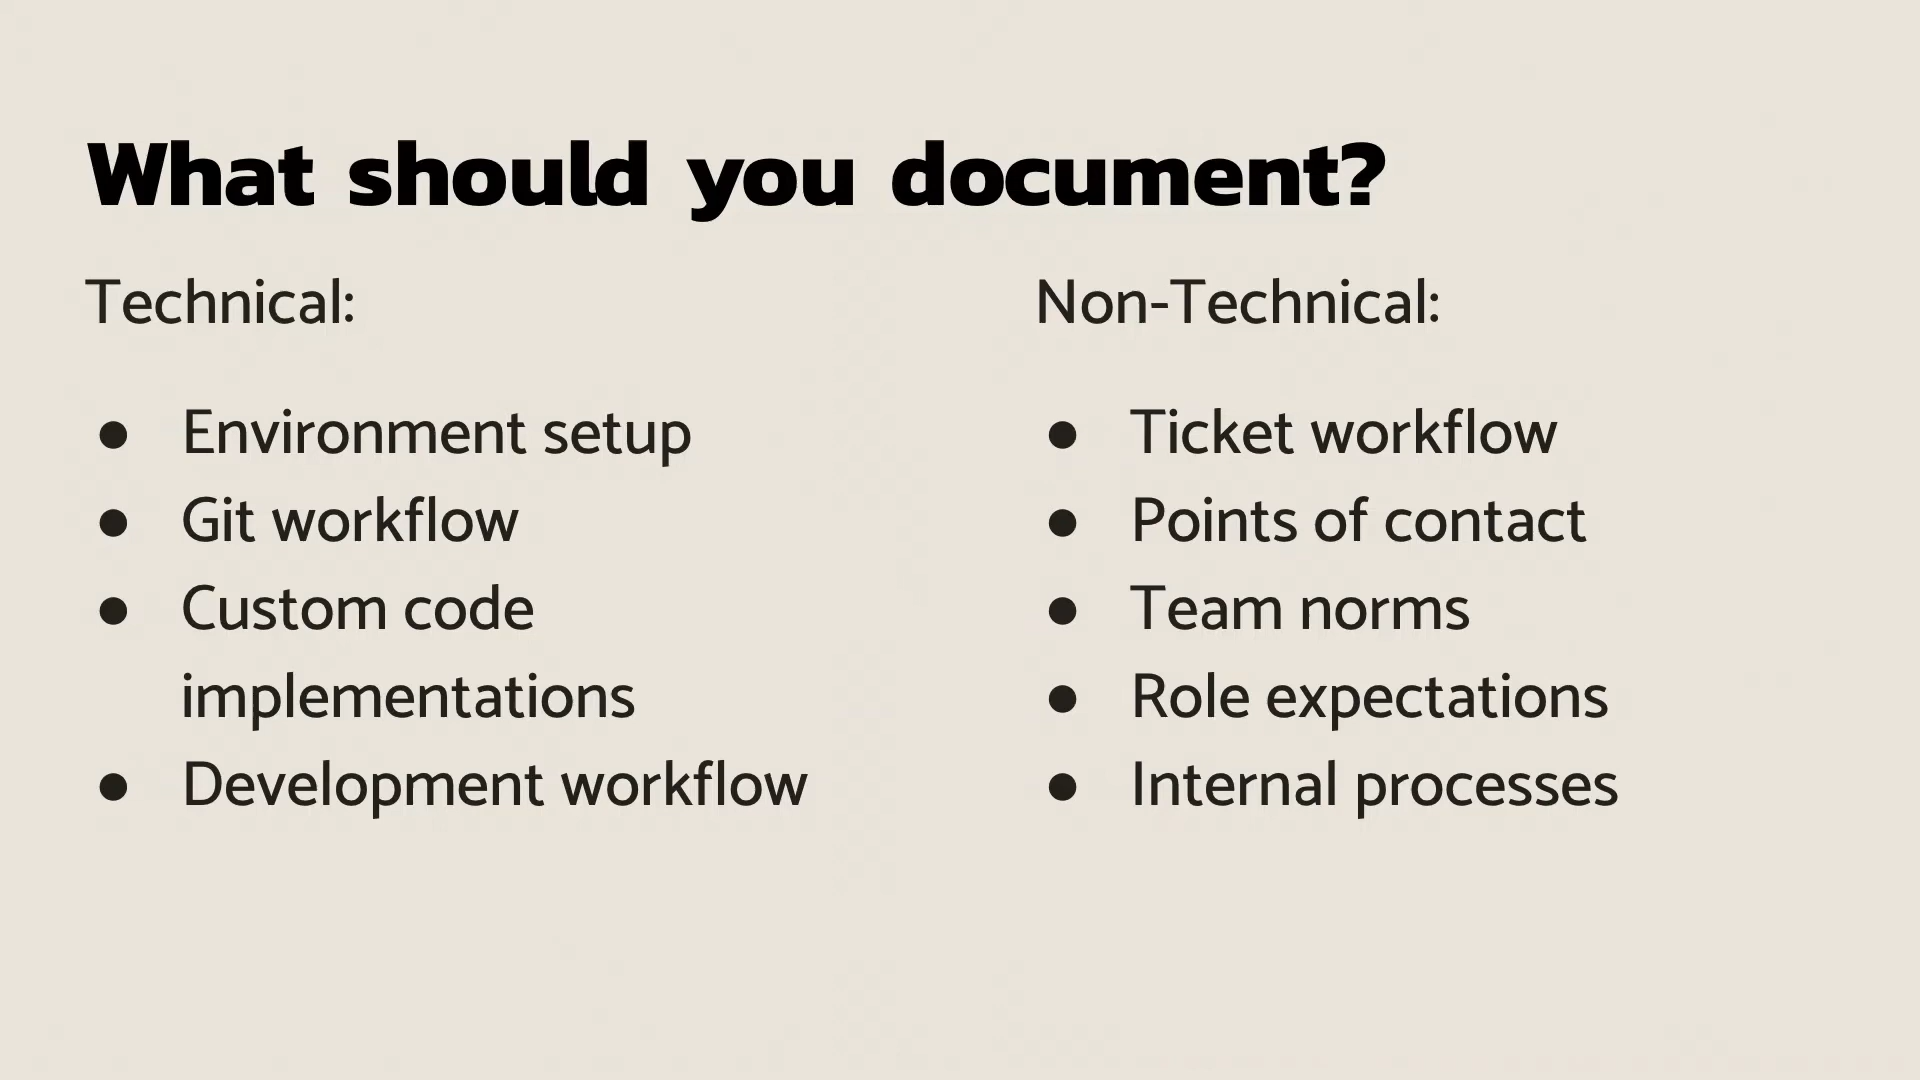 What should you document?
Technical:
● Environment setup
● Git workflow
● Custom code
implementations
● Development workflow
Non-Technical:
● Ticket workflow
● Points of contact
● Team norms
● Role expectations
● Internal processes